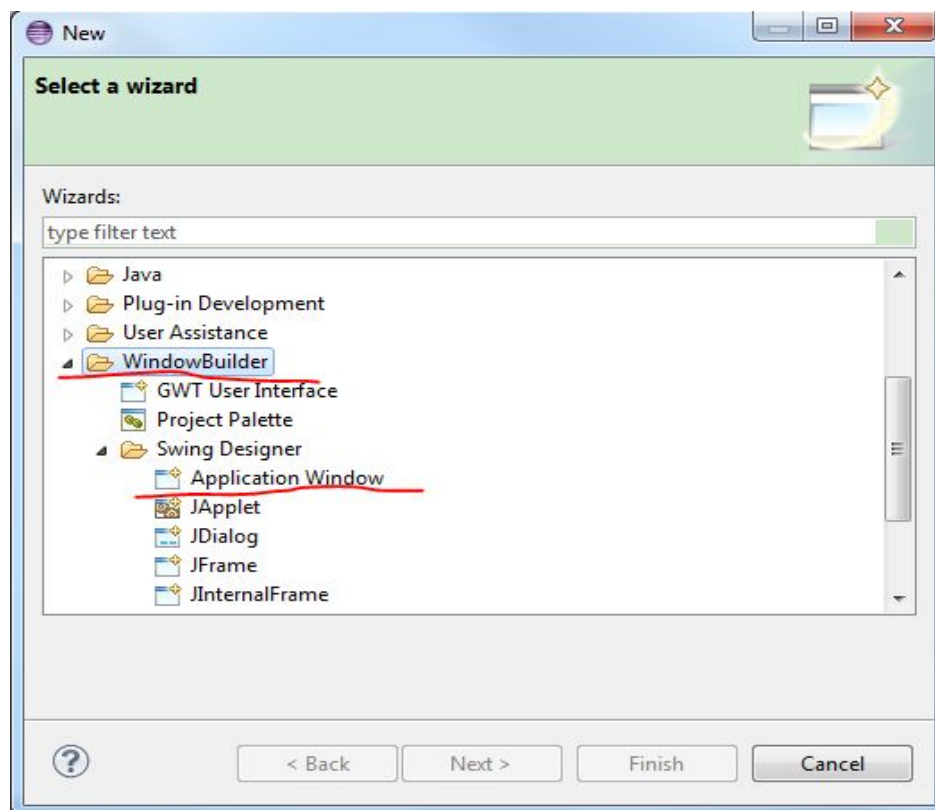 New
Select a wizard
Wizards:
type filter text
Java
Plug-in Development
User Assistance
WindowBuilder
GWT User Interface
Project Palette
Swing Designer
Application Window
JApplet
JDialog
JFrame
JInternalFrame
? < Back Next > Finish Cancel